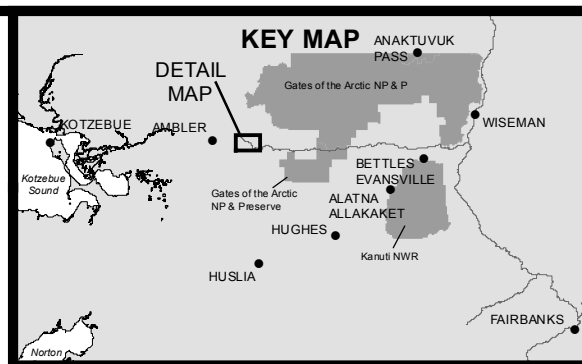 KEY MAP
ANAKTUVUK
PASS
DETAIL
MAP
Gates of the Arctic NP & P
KOTZEBUE
AMBLER
WISEMAN
Kotzebue
Sound
BETTLES
EVANSVILLE
Gates of the Arctic
NP & Preserve
ALATNA
ALLAKAKET
HUGHES
Kanuti NWR
HUSLIA
FAIRBANKS
Norton